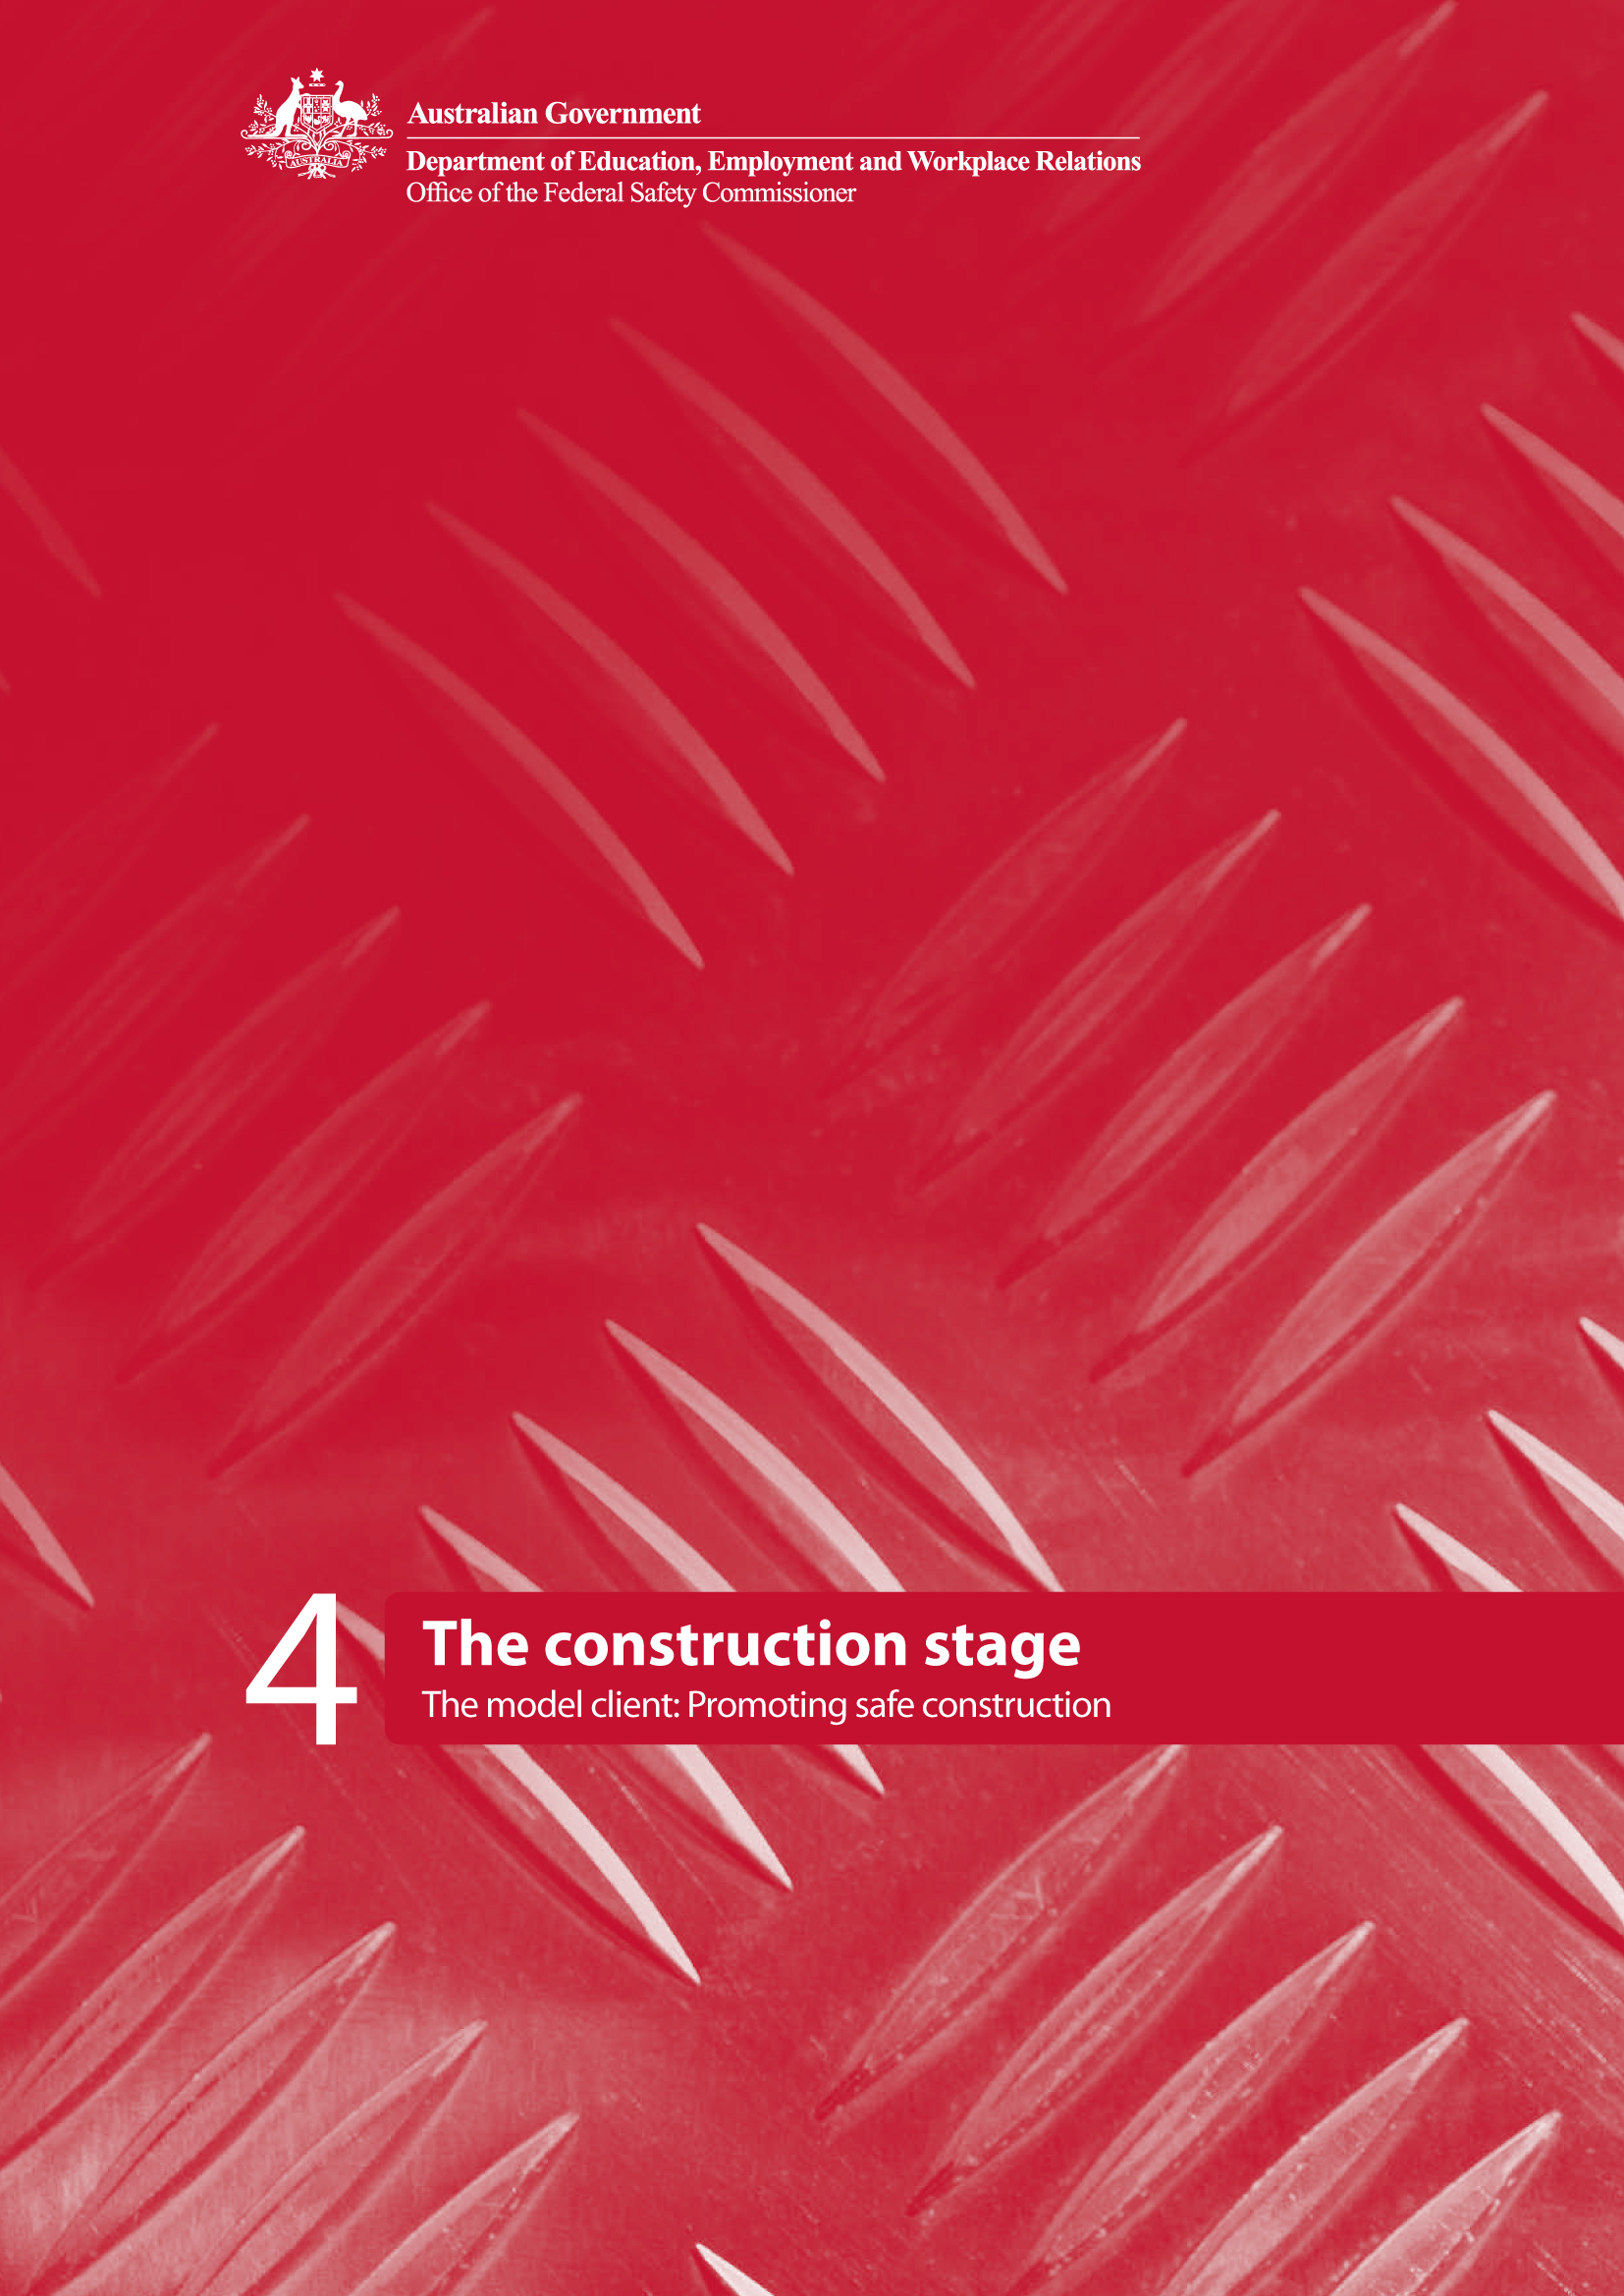 AUSTRALIA
Australian Government
Department of Education, Employment and Workplace Relations
Office of the Federal Safety Commissioner
4
The construction stage
The model client: Promoting safe construction